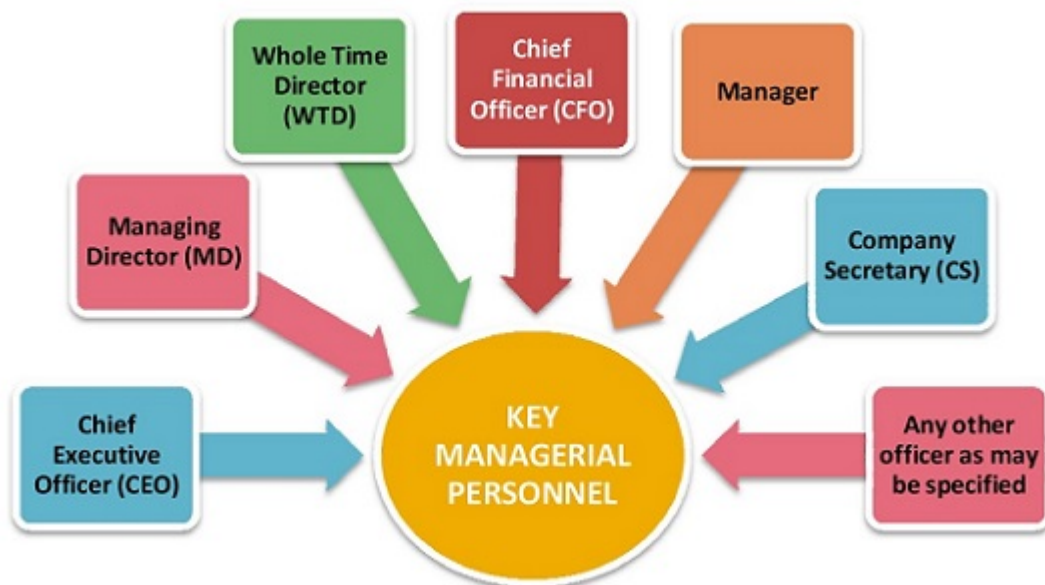 Chief
Executive
Officer (CEO)
Managing
Director (MD)
Whole Time
Director
(WTD)
Chief
Financial
Officer (CFO)
Manager
Company
Secretary (CS)
Any other
officer as may
be specified
KEY
MANAGERIAL
PERSONNEL